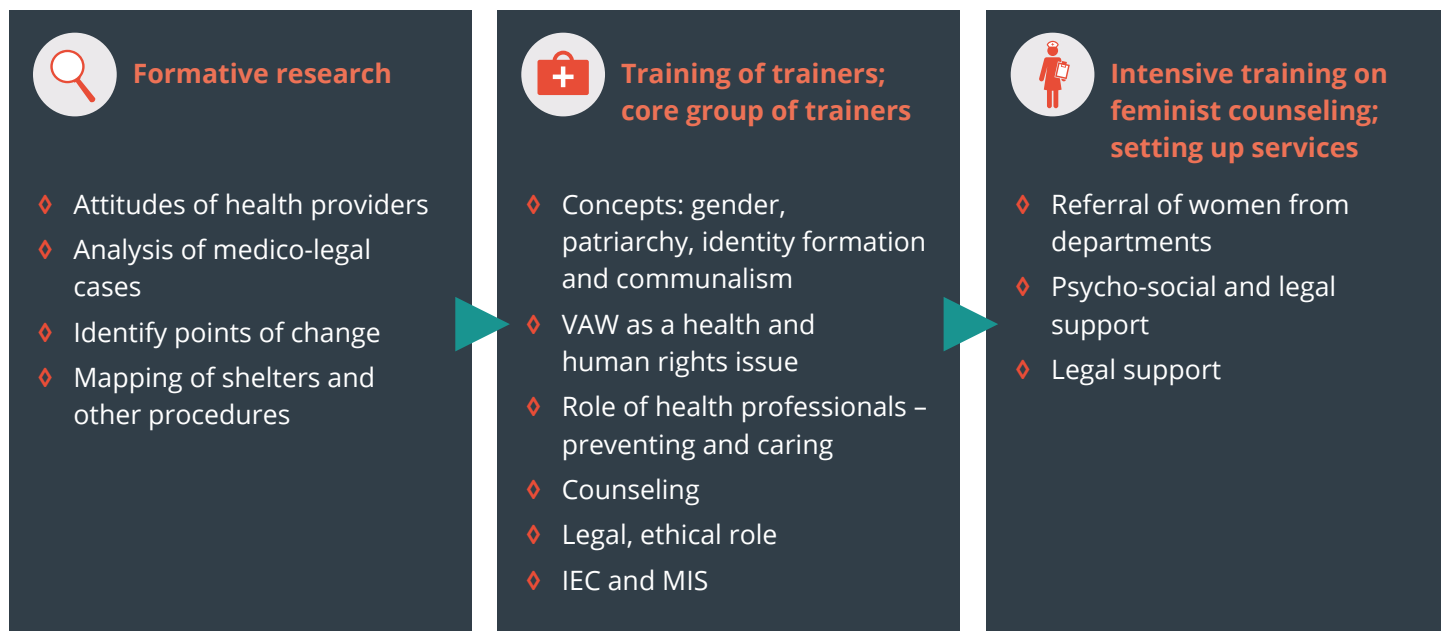 Formative research
◊ Attitudes of health providers
◊ Analysis of medico-legal
cases
◊ Identify points of change
◊ Mapping of shelters and
other procedures
Training of trainers;
core group of trainers
◊ Concepts: gender,
patriarchy, identity formation
and communalism
◊ VAW as a health and
human rights issue
◊ Role of health professionals –
preventing and caring
◊ Counseling
◊ Legal, ethical role
◊ IEC and MIS
Intensive training on
feminist counseling;
setting up services
◊ Referral of women from
departments
◊ Psycho-social and legal
support
◊ Legal support